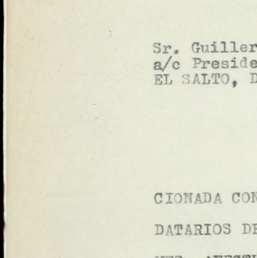 Sr. Guiller
a/c Preside
EL SALTO, D
CIONADA CON
DATARIOS DE